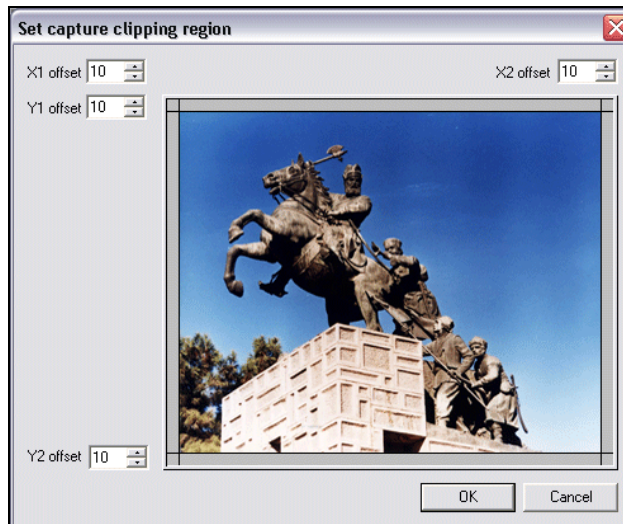 Set capture clipping region
X1 offset 10
X2 offset 10
Y1 offset 10
Y2 offset 10
OK
Cancel